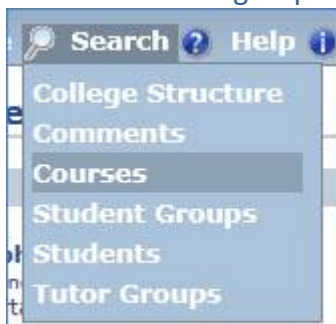 Search ? Help i
College Structure
Comments
Courses
Student Groups
Students
Tutor Groups